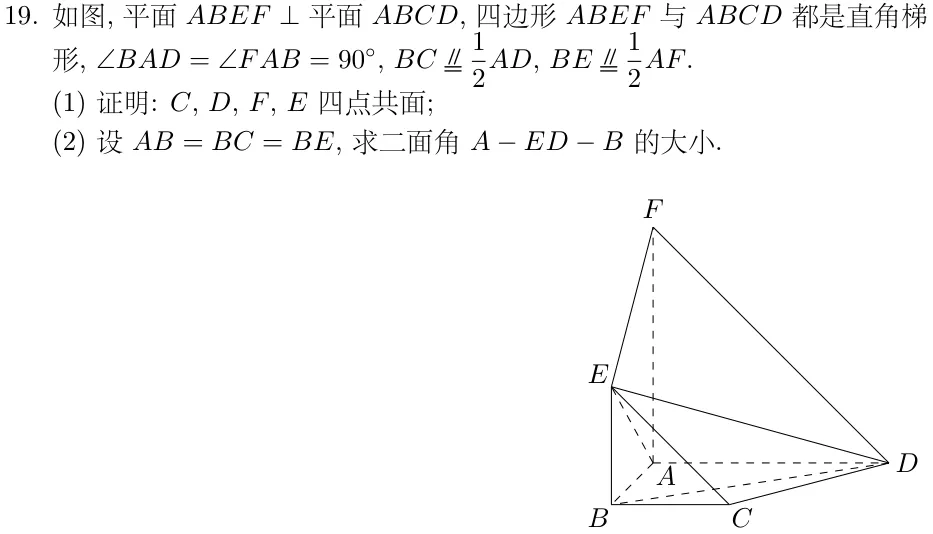 19. 如图, 平面 ABEF ⊥ 平面 ABCD, 四边形 ABEF 与 ABCD 都是直角梯
形, ∠BAD = ∠FAB = 90°, BC ⫽̳ 1/2 AD, BE ⫽̳ 1/2 AF.
(1) 证明: C, D, F, E 四点共面;
(2) 设 AB = BC = BE, 求二面角 A − ED − B 的大小.
F
E
A
D
B
C